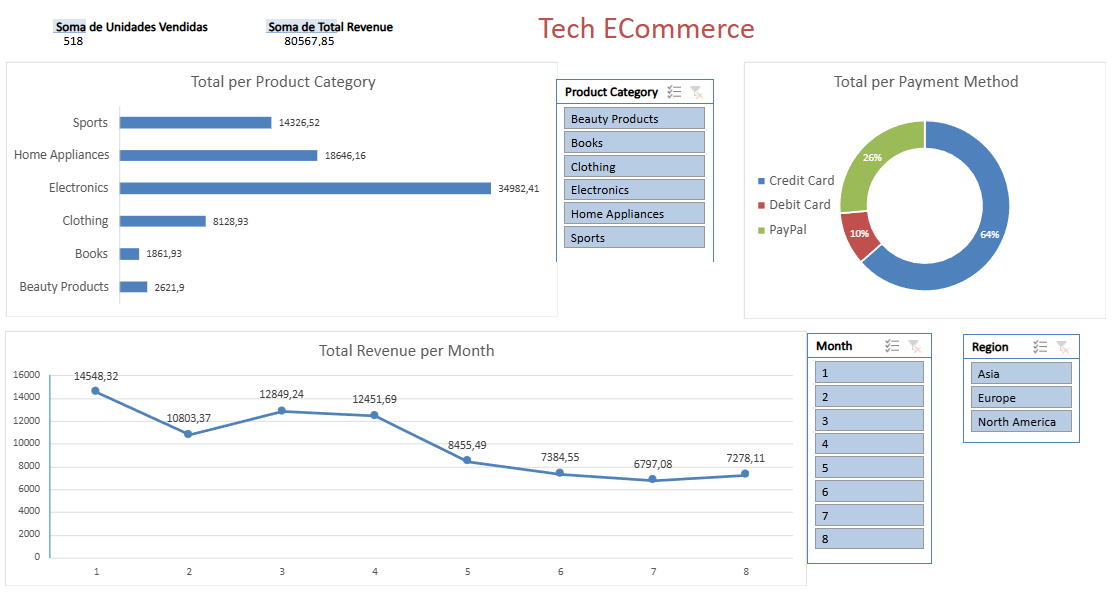 Soma de Unidades Vendidas
518
Soma de Total Revenue
80567,85
Tech ECommerce
Total per Product Category
Sports
14326,52
Home Appliances
18646,16
Electronics
34982,41
Clothing
8128,93
Books
1861,93
Beauty Products
2621,9
Product Category
Beauty Products
Books
Clothing
Electronics
Home Appliances
Sports
Total per Payment Method
Credit Card
Debit Card
PayPal
26%
10%
64%
Total Revenue per Month
16000
14000
12000
10000
8000
6000
4000
2000
0
14548,32
10803,37
12849,24
12451,69
8455,49
7384,55
6797,08
7278,11
1
2
3
4
5
6
7
8
Month
1
2
3
4
5
6
7
8
Region
Asia
Europe
North America